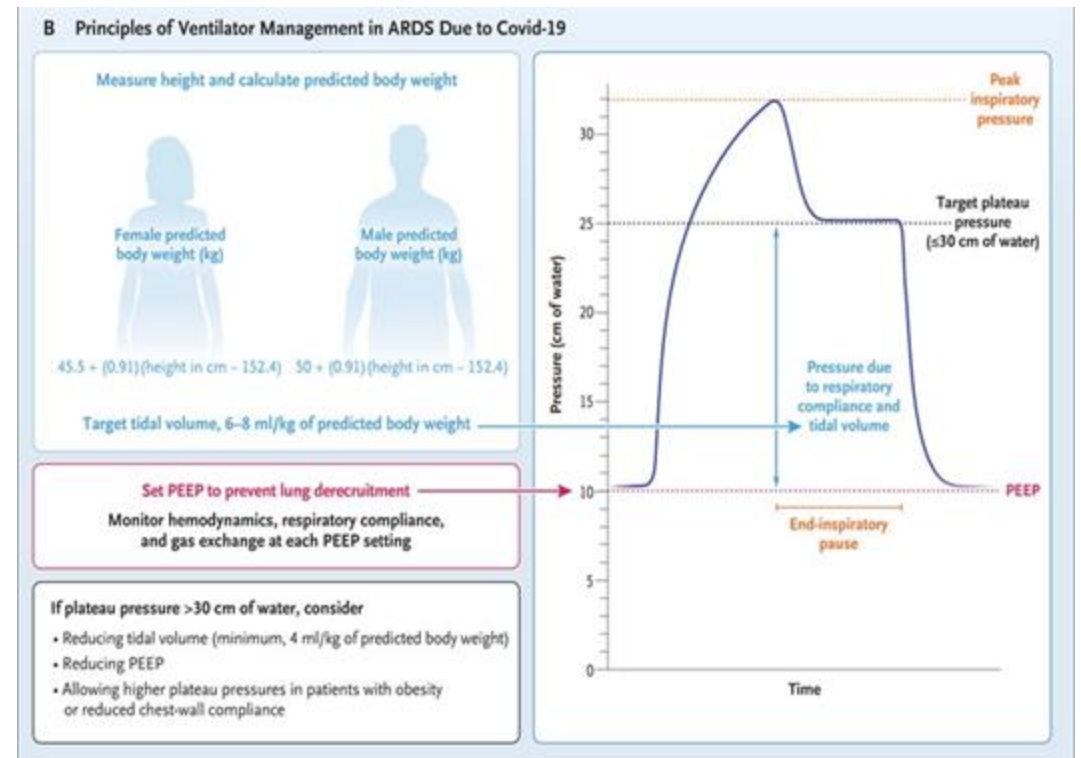 B Principles of Ventilator Management in ARDS Due to Covid-19
Measure height and calculate predicted body weight
Female predicted
body weight (kg)
Male predicted
body weight (kg)
45.5 + (0.91)(height in cm – 152.4)
50 + (0.91)(height in cm – 152.4)
Target tidal volume, 6–8 ml/kg of predicted body weight
Set PEEP to prevent lung derecruitment
Monitor hemodynamics, respiratory compliance,
and gas exchange at each PEEP setting
If plateau pressure >30 cm of water, consider
• Reducing tidal volume (minimum, 4 ml/kg of predicted body weight)
• Reducing PEEP
• Allowing higher plateau pressures in patients with obesity
or reduced chest-wall compliance
Pressure (cm of water)
30
25
20
15
10
5
0
Time
Peak
inspiratory
pressure
Target plateau
pressure
(≤30 cm of water)
Pressure due
to respiratory
compliance and
tidal volume
PEEP
End-inspiratory
pause